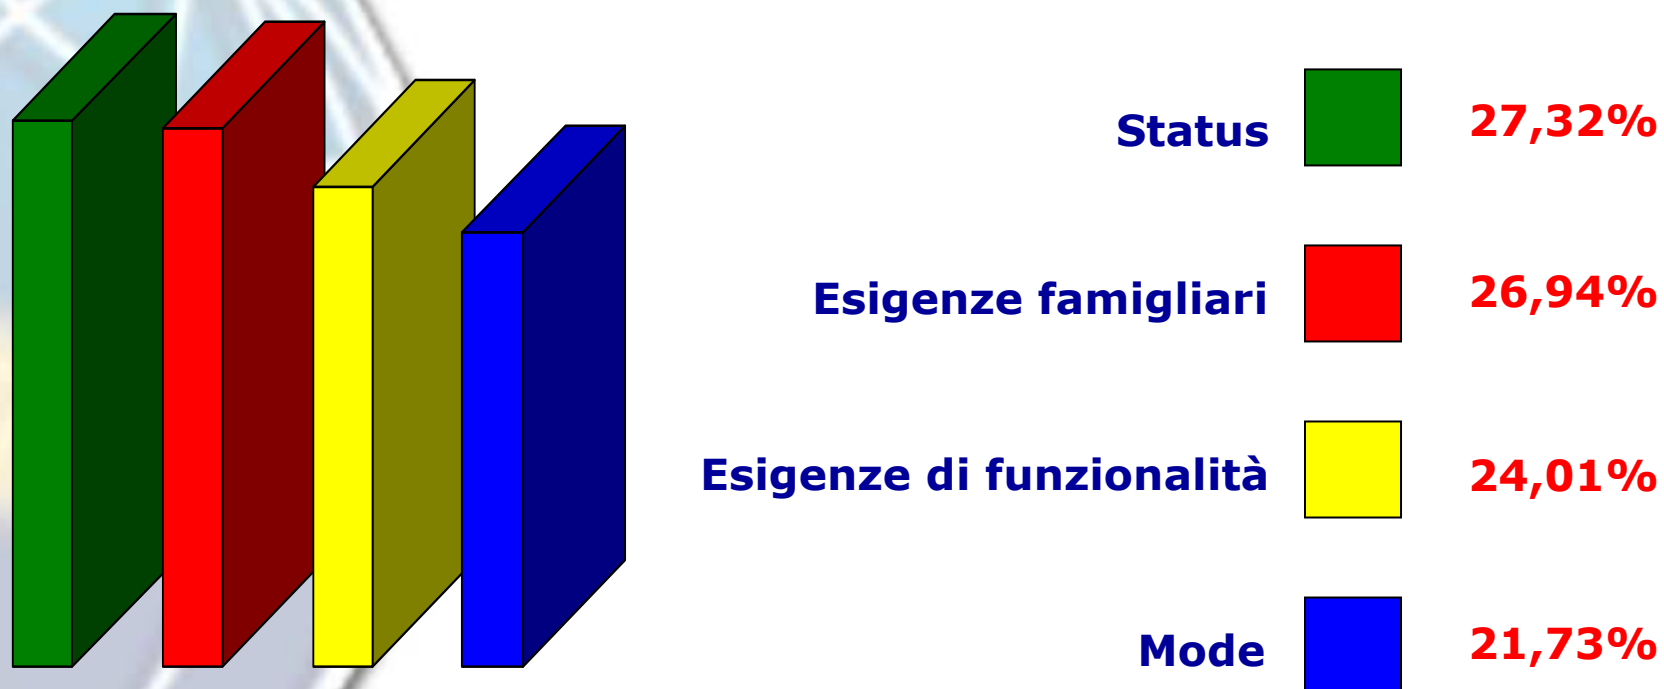 Status 27,32%
Esigenze famigliari 26,94%
Esigenze di funzionalità 24,01%
Mode 21,73%